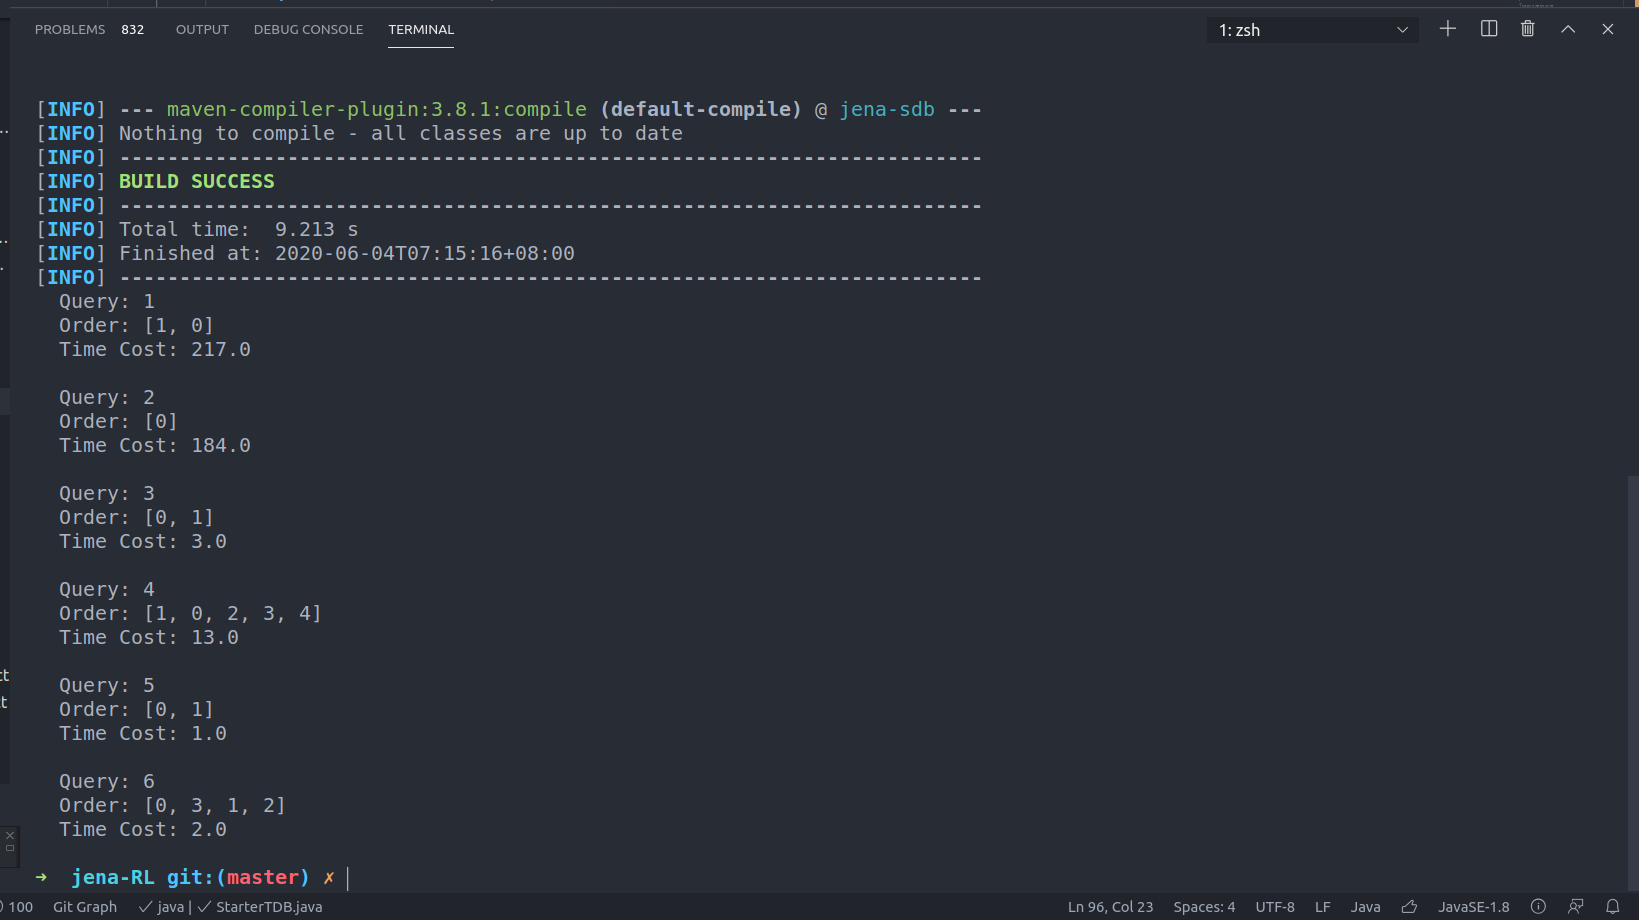 PROBLEMS 832 OUTPUT DEBUG CONSOLE TERMINAL 1: zsh
[INFO] --- maven-compiler-plugin:3.8.1:compile (default-compile) @ jena-sdb ---
[INFO] Nothing to compile - all classes are up to date
[INFO] ------------------------------------------------------------------------
[INFO] BUILD SUCCESS
[INFO] ------------------------------------------------------------------------
[INFO] Total time:  9.213 s
[INFO] Finished at: 2020-06-04T07:15:16+08:00
[INFO] ------------------------------------------------------------------------
Query: 1
Order: [1, 0]
Time Cost: 217.0
Query: 2
Order: [0]
Time Cost: 184.0
Query: 3
Order: [0, 1]
Time Cost: 3.0
Query: 4
Order: [1, 0, 2, 3, 4]
Time Cost: 13.0
Query: 5
Order: [0, 1]
Time Cost: 1.0
Query: 6
Order: [0, 3, 1, 2]
Time Cost: 2.0
→ jena-RL git:(master) ✗
100 Git Graph ✓ java | ✓ StarterTDB.java Ln 96, Col 23 Spaces: 4 UTF-8 LF Java JavaSE-1.8